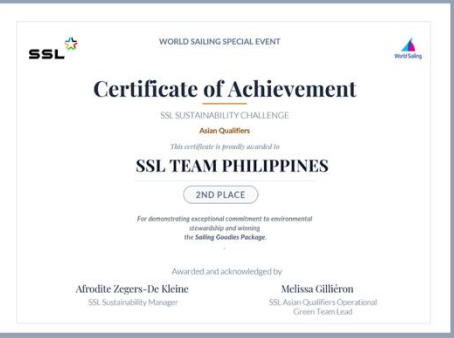 WORLD SAILING SPECIAL EVENT
SSL
World Sailing
Certificate of Achievement
SSL SUSTAINABILITY CHALLENGE
Asian Qualifiers
This certificate is proudly awarded to
SSL TEAM PHILIPPINES
2ND PLACE
For demonstrating exceptional commitment to environmental
stewardship and winning
the Sailing Goodies Package.
Awarded and acknowledged by
Afrodite Zegers-De Kleine
SSL Sustainability Manager
Melissa Gilliéron
SSL Asian Qualifiers Operational
Green Team Lead